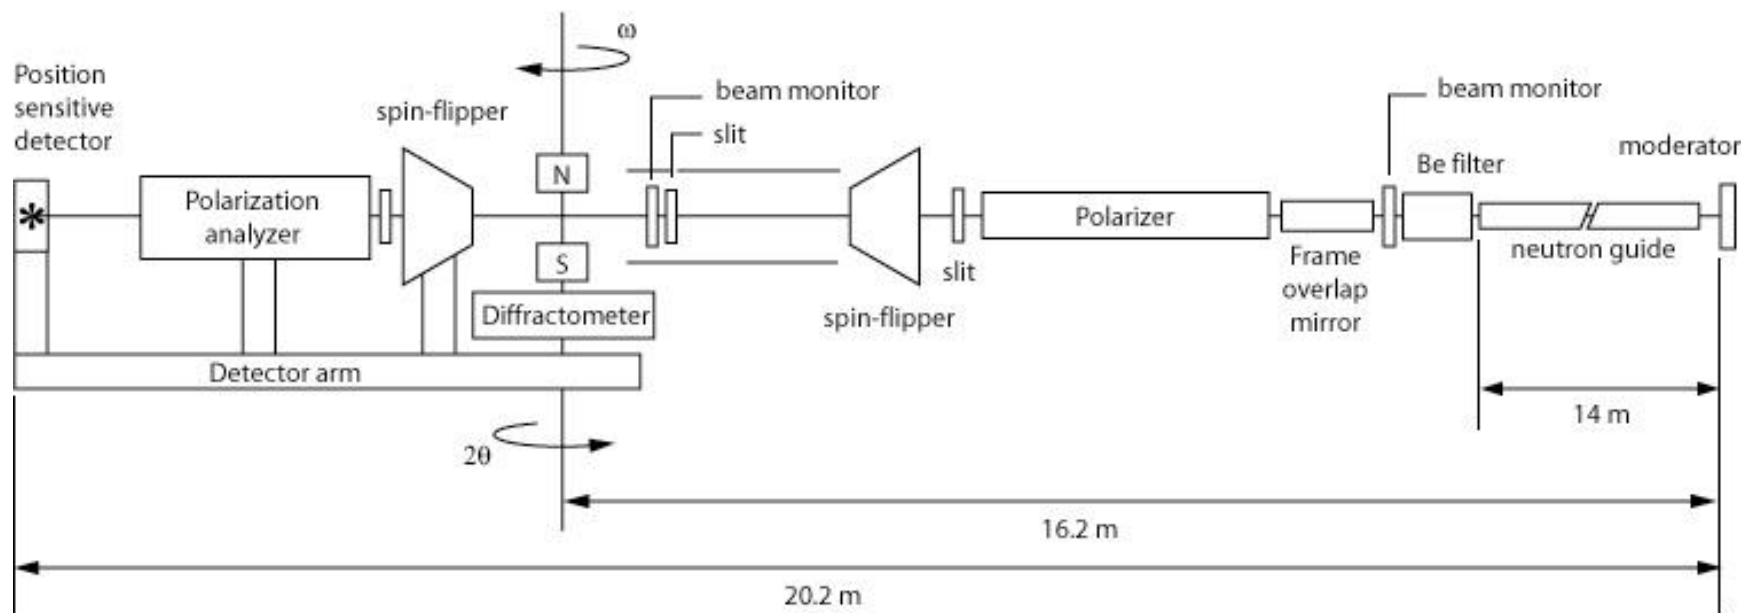 ω
Position
sensitive
detector
spin-flipper
beam monitor
slit
beam monitor
moderator
Be filter
N
Polarization
analyzer
Polarizer
neutron guide
S
slit
Frame
overlap
mirror
Diffractometer
spin-flipper
Detector arm
14 m
2θ
16.2 m
20.2 m